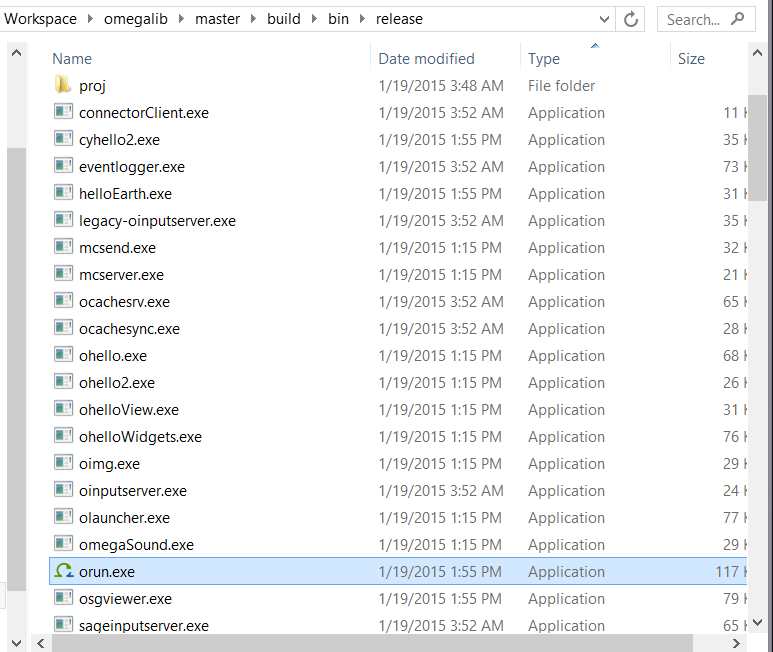 Workspace omegalib master build bin release Search...
Name Date modified Type Size
proj 1/19/2015 3:48 AM File folder
connectorClient.exe 1/19/2015 3:52 AM Application 11
cyhello2.exe 1/19/2015 1:55 PM Application 35
eventlogger.exe 1/19/2015 3:52 AM Application 73
helloEarth.exe 1/19/2015 1:55 PM Application 31
legacy-oinputserver.exe 1/19/2015 3:52 AM Application 35
mcsend.exe 1/19/2015 1:15 PM Application 32
mcserver.exe 1/19/2015 1:15 PM Application 21
ocachesrv.exe 1/19/2015 3:52 AM Application 65
ocachesync.exe 1/19/2015 3:52 AM Application 28
ohello.exe 1/19/2015 1:15 PM Application 68
ohello2.exe 1/19/2015 1:15 PM Application 26
ohelloView.exe 1/19/2015 1:15 PM Application 31
ohelloWidgets.exe 1/19/2015 1:15 PM Application 76
oimg.exe 1/19/2015 1:15 PM Application 29
oinputserver.exe 1/19/2015 3:52 AM Application 24
olauncher.exe 1/19/2015 1:15 PM Application 77
omegaSound.exe 1/19/2015 1:15 PM Application 29
orun.exe 1/19/2015 1:55 PM Application 117
osgviewer.exe 1/19/2015 1:55 PM Application 79
sageinputserver.exe 1/19/2015 3:52 AM Application 65